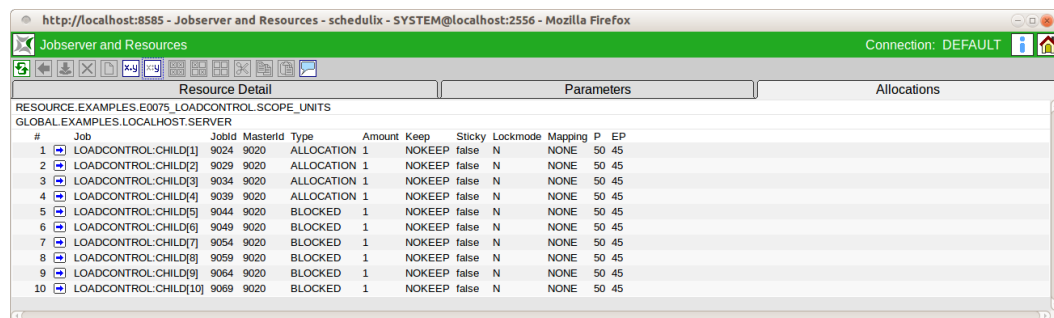 http://localhost:8585 - Jobserver and Resources - schedulix - SYSTEM@localhost:2556 - Mozilla Firefox
Jobserver and Resources Connection: DEFAULT
x.y x:y
Resource Detail Parameters Allocations
RESOURCE.EXAMPLES.E0075_LOADCONTROL.SCOPE_UNITS
GLOBAL.EXAMPLES.LOCALHOST.SERVER
# Job JobId MasterId Type Amount Keep Sticky Lockmode Mapping P EP
1 LOADCONTROL:CHILD[1] 9024 9020 ALLOCATION 1 NOKEEP false N NONE 50 45
2 LOADCONTROL:CHILD[2] 9029 9020 ALLOCATION 1 NOKEEP false N NONE 50 45
3 LOADCONTROL:CHILD[3] 9034 9020 ALLOCATION 1 NOKEEP false N NONE 50 45
4 LOADCONTROL:CHILD[4] 9039 9020 ALLOCATION 1 NOKEEP false N NONE 50 45
5 LOADCONTROL:CHILD[5] 9044 9020 BLOCKED 1 NOKEEP false N NONE 50 45
6 LOADCONTROL:CHILD[6] 9049 9020 BLOCKED 1 NOKEEP false N NONE 50 45
7 LOADCONTROL:CHILD[7] 9054 9020 BLOCKED 1 NOKEEP false N NONE 50 45
8 LOADCONTROL:CHILD[8] 9059 9020 BLOCKED 1 NOKEEP false N NONE 50 45
9 LOADCONTROL:CHILD[9] 9064 9020 BLOCKED 1 NOKEEP false N NONE 50 45
10 LOADCONTROL:CHILD[10] 9069 9020 BLOCKED 1 NOKEEP false N NONE 50 45